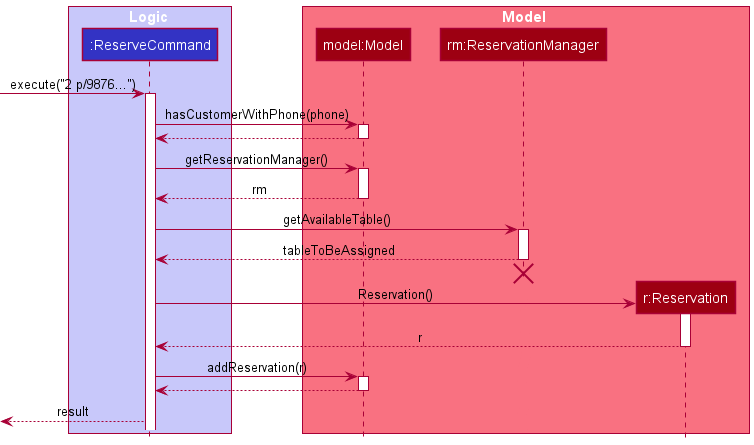 Logic
Model
:ReserveCommand
model:Model
rm:ReservationManager
execute("2 p/9876...")
hasCustomerWithPhone(phone)
getReservationManager()
rm
getAvailableTable()
tableToBeAssigned
Reservation()
r:Reservation
r
addReservation(r)
result